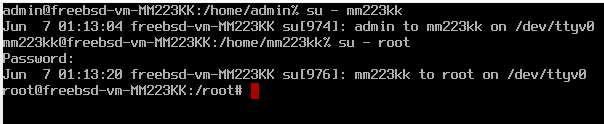 admin@freebsd-vm-MM223KK:/home/admin% su - mm223kk
Jun  7 01:13:04 freebsd-vm-MM223KK su[974]: admin to mm223kk on /dev/ttyv0
mm223kk@freebsd-vm-MM223KK:/home/mm223kk% su - root
Password:
Jun  7 01:13:20 freebsd-vm-MM223KK su[976]: mm223kk to root on /dev/ttyv0
root@freebsd-vm-MM223KK:/root#